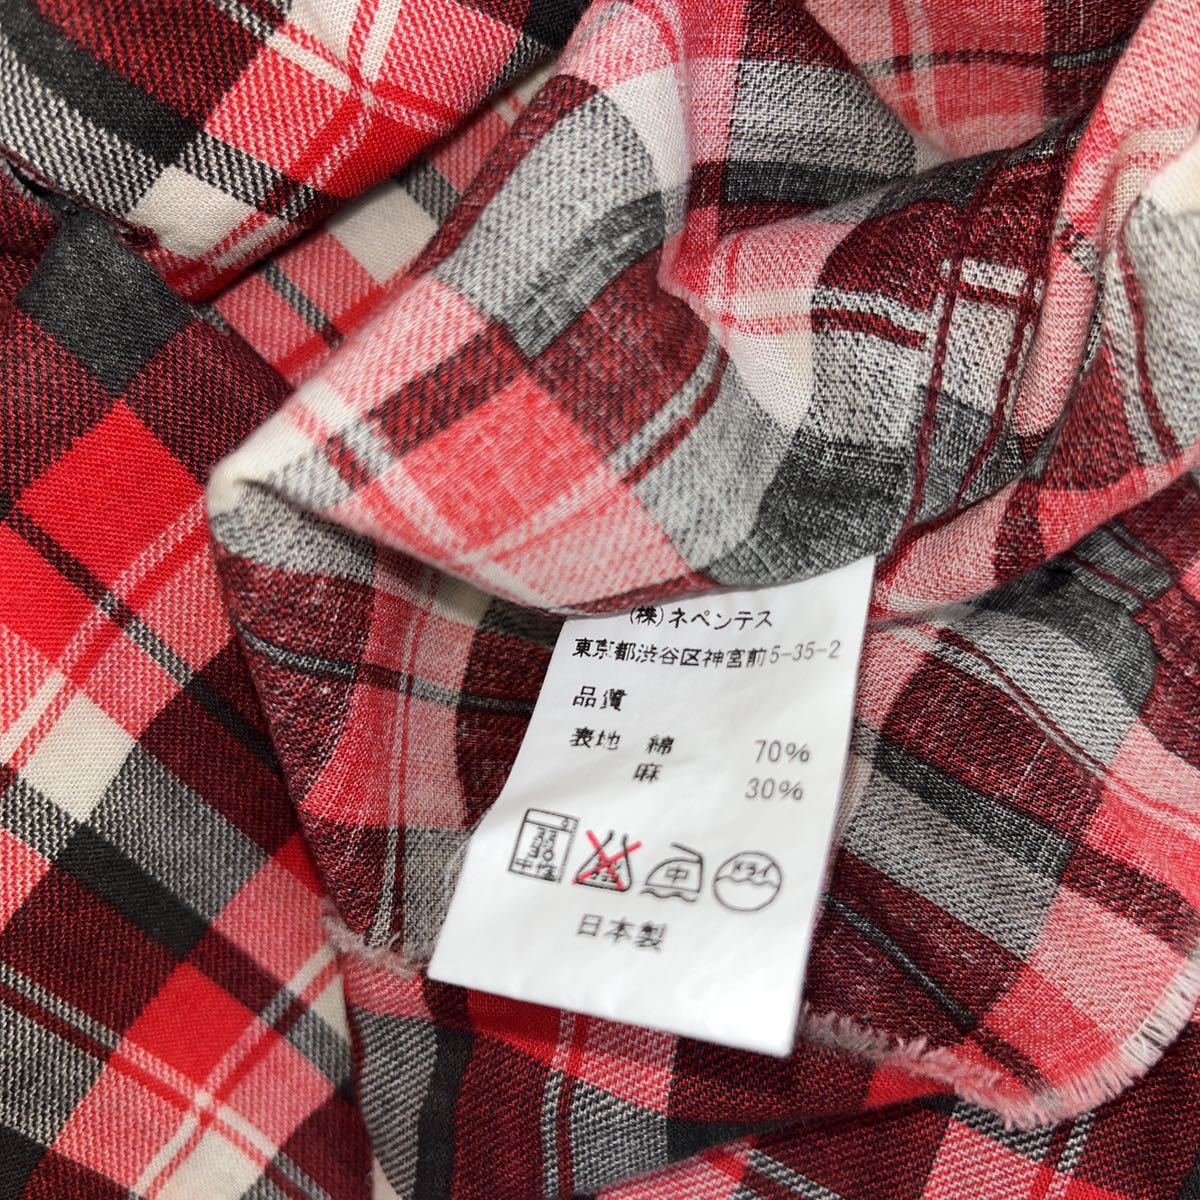 (株)ネペンテス
東京都渋谷区神宮前5-35-2
品質
表地 綿 70%
麻 30%
中 ドライ
日本製